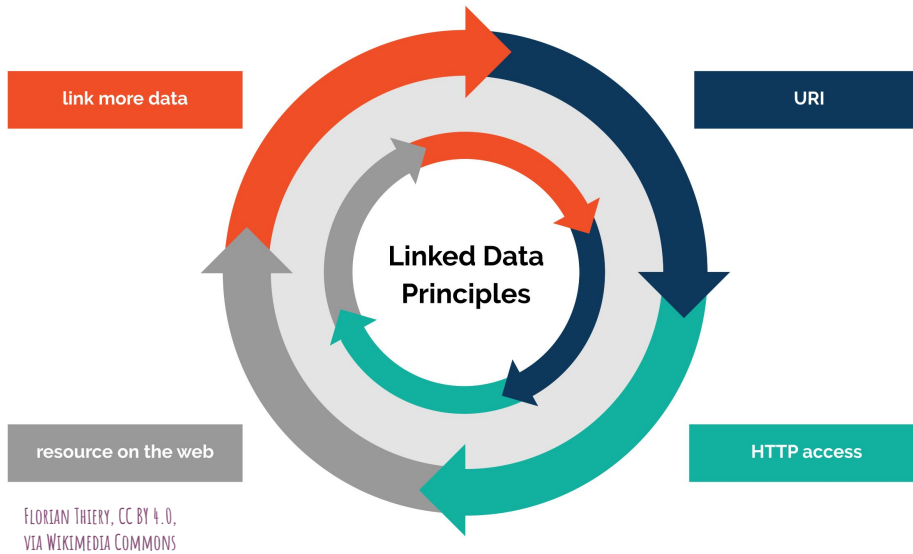 link more data
URI
Linked Data
Principles
resource on the web
HTTP access
FLORIAN THIERY, CC BY 4.0,
VIA WIKIMEDIA COMMONS